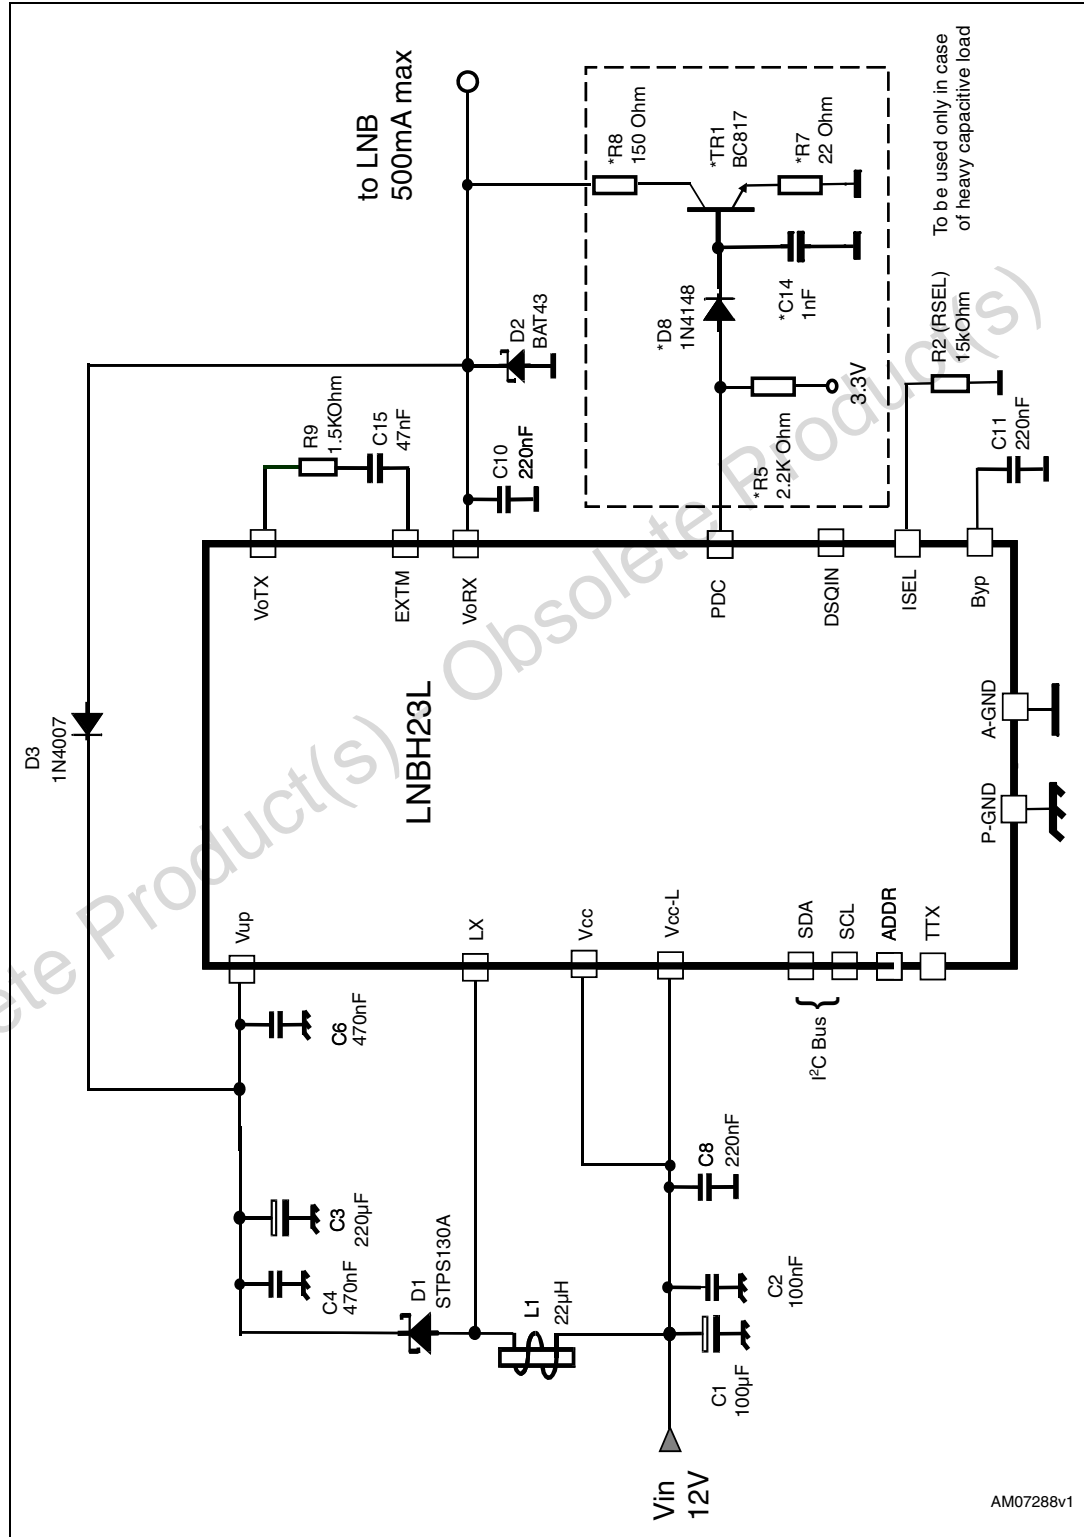 D3
1N4007
to LNB
500mA max
R9
1.5KOhm
C15
47nF
D2
BAT43
C10
220nF
*R8
150 Ohm
*TR1
BC817
*R7
22 Ohm
*D8
1N4148
*C14
1nF
*R5
2.2K Ohm
3.3V
To be used only in case
of heavy capacitive load
R2 (RSEL)
15kOhm
C11
220nF
VoTX
EXTM
VoRX
PDC
DSQIN
ISEL
Byp
LNBH23L
A-GND
P-GND
Vup
LX
Vcc
Vcc-L
SDA
SCL
ADDR
TTX
I²C Bus
C6
470nF
C3
220µF
C4
470nF
D1
STPS130A
L1
22µH
C8
220nF
C2
100nF
C1
100µF
Vin
12V
AM07288v1
ete Product(s) - Obsolete Product(s)